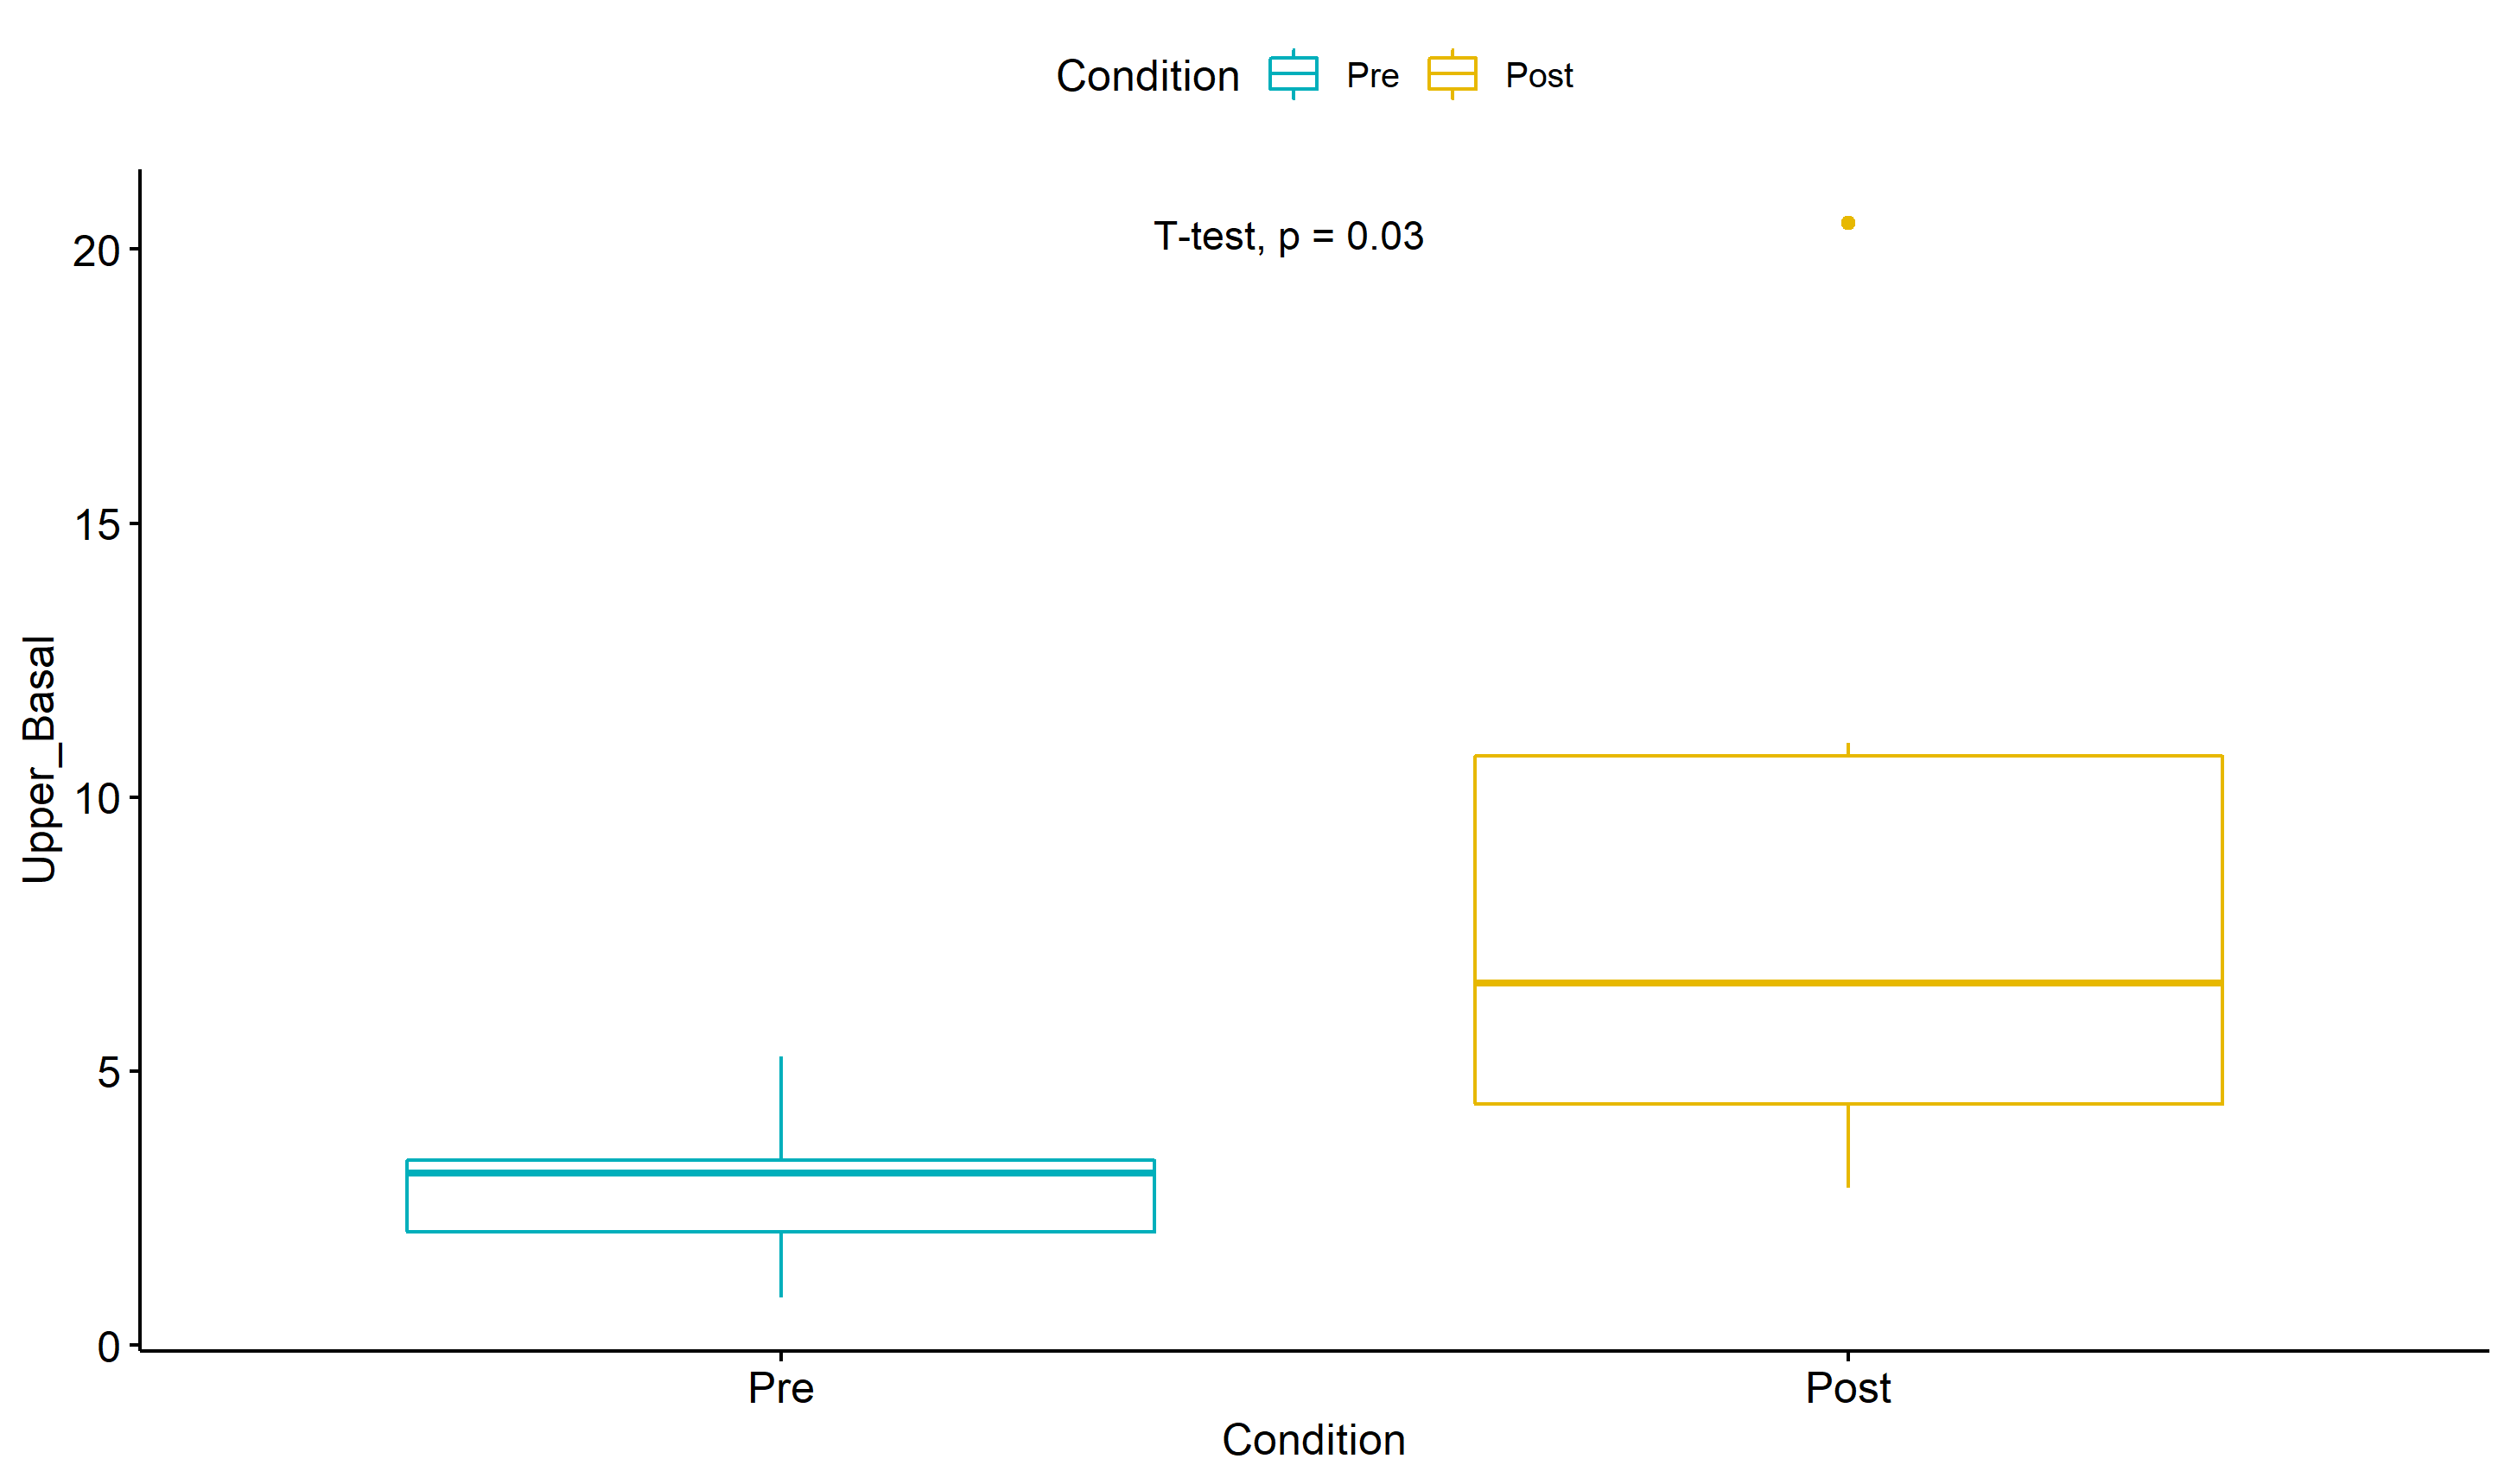 Condition Pre Post
T-test, p = 0.03
20
15
10
5
0
Upper_Basal
Pre Post
Condition